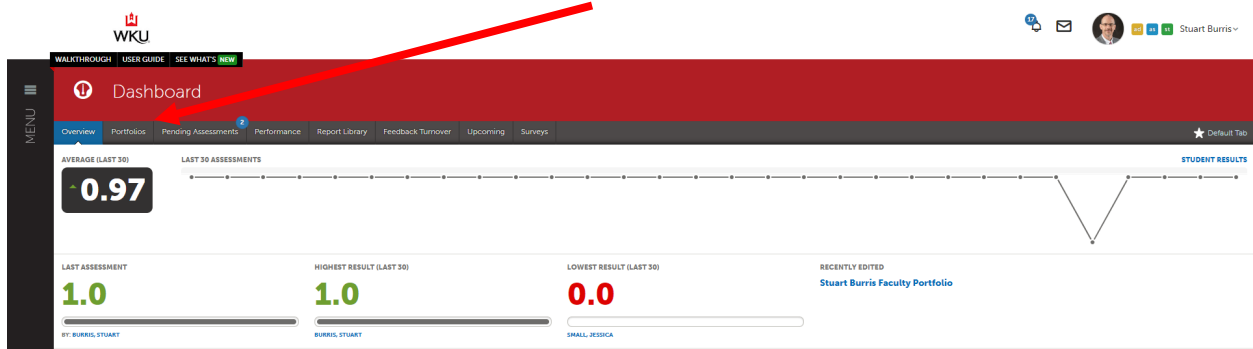 WKU
17
ad as st Stuart Burris
WALKTHROUGH USER GUIDE SEE WHAT'S NEW
MENU
Dashboard
Overview Portfolios Pending Assessments 2 Performance Report Library Feedback Turnover Upcoming Surveys Default Tab
AVERAGE (LAST 30) LAST 30 ASSESSMENTS STUDENT RESULTS
0.97
LAST ASSESSMENT HIGHEST RESULT (LAST 30) LOWEST RESULT (LAST 30) RECENTLY EDITED
1.0 1.0 0.0 Stuart Burris Faculty Portfolio
BY: BURRIS, STUART BURRIS, STUART SMALL, JESSICA